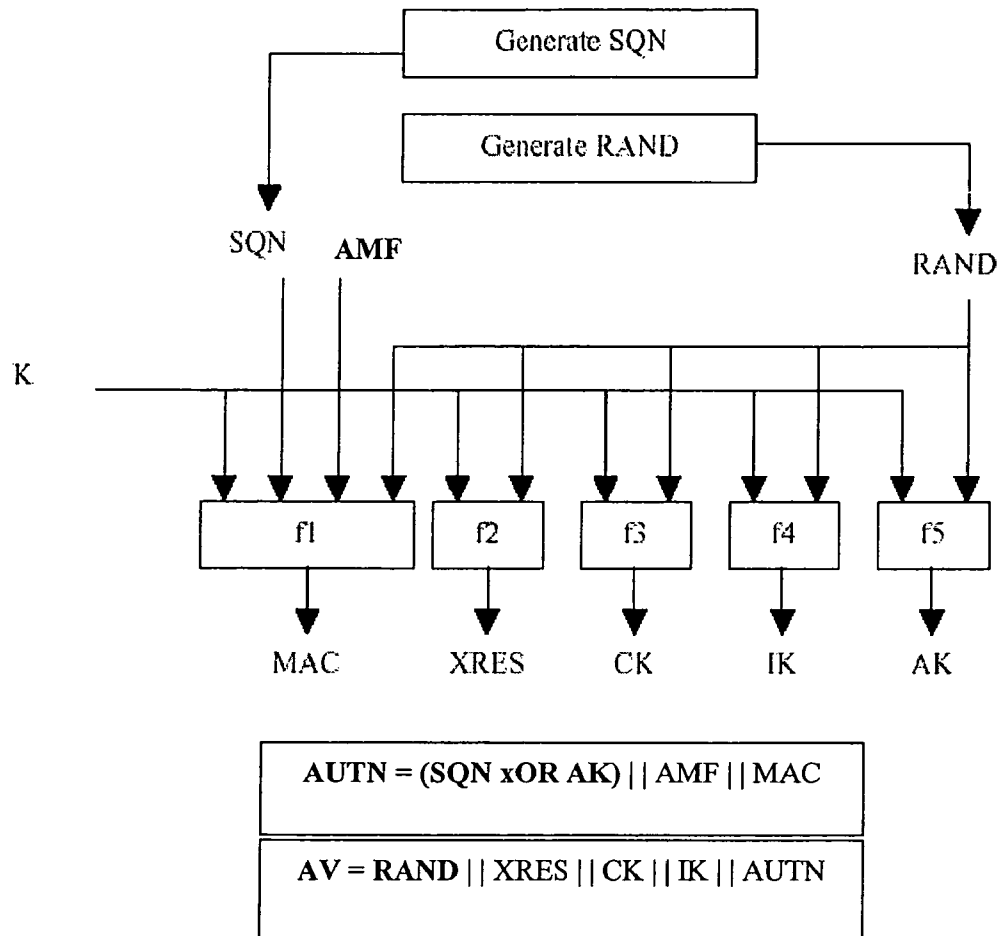 Generate SQN
Generate RAND
SQN
AMF
RAND
K
f1
f2
f3
f4
f5
MAC
XRES
CK
IK
AK
AUTN = (SQN xOR AK) || AMF || MAC
AV = RAND || XRES || CK || IK || AUTN